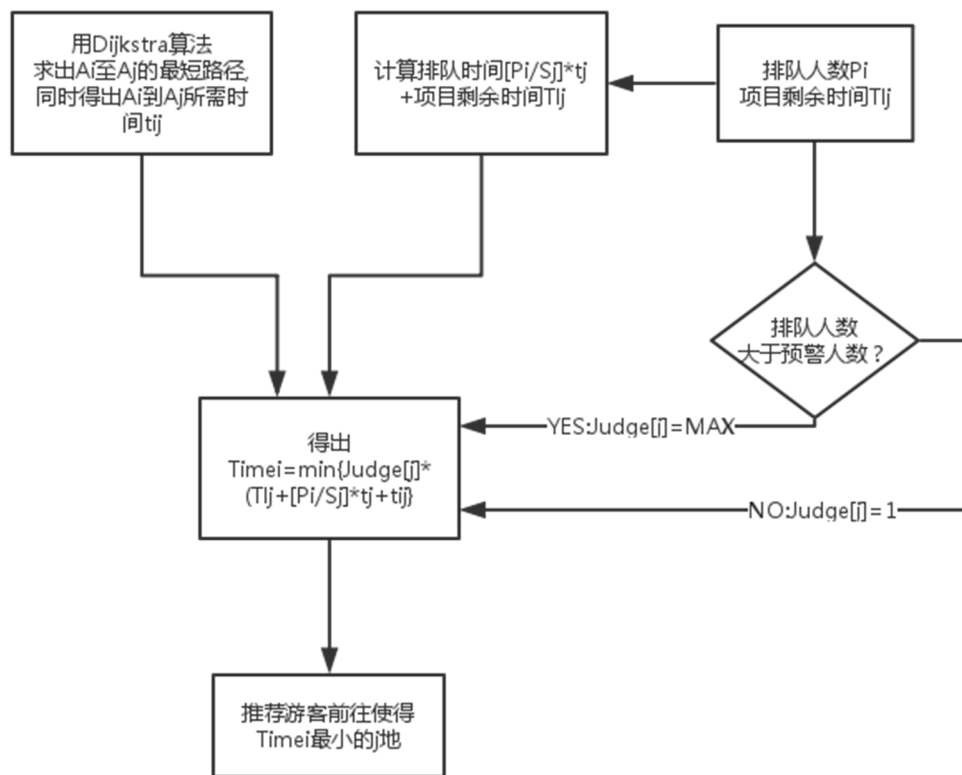 用Dijkstra算法
求出Ai至Aj的最短路径,
同时得出Ai到Aj所需时
间tij
计算排队时间[Pi/Sj]*tj
+项目剩余时间Tlj
排队人数Pi
项目剩余时间Tlj
排队人数
大于预警人数？
YES:Judge[j]=MAX
得出
Timei=min{Judge[j]*
(Tlj+[Pi/Sj]*tj+tij}
NO:Judge[j]=1
推荐游客前往使得
Timei最小的j地